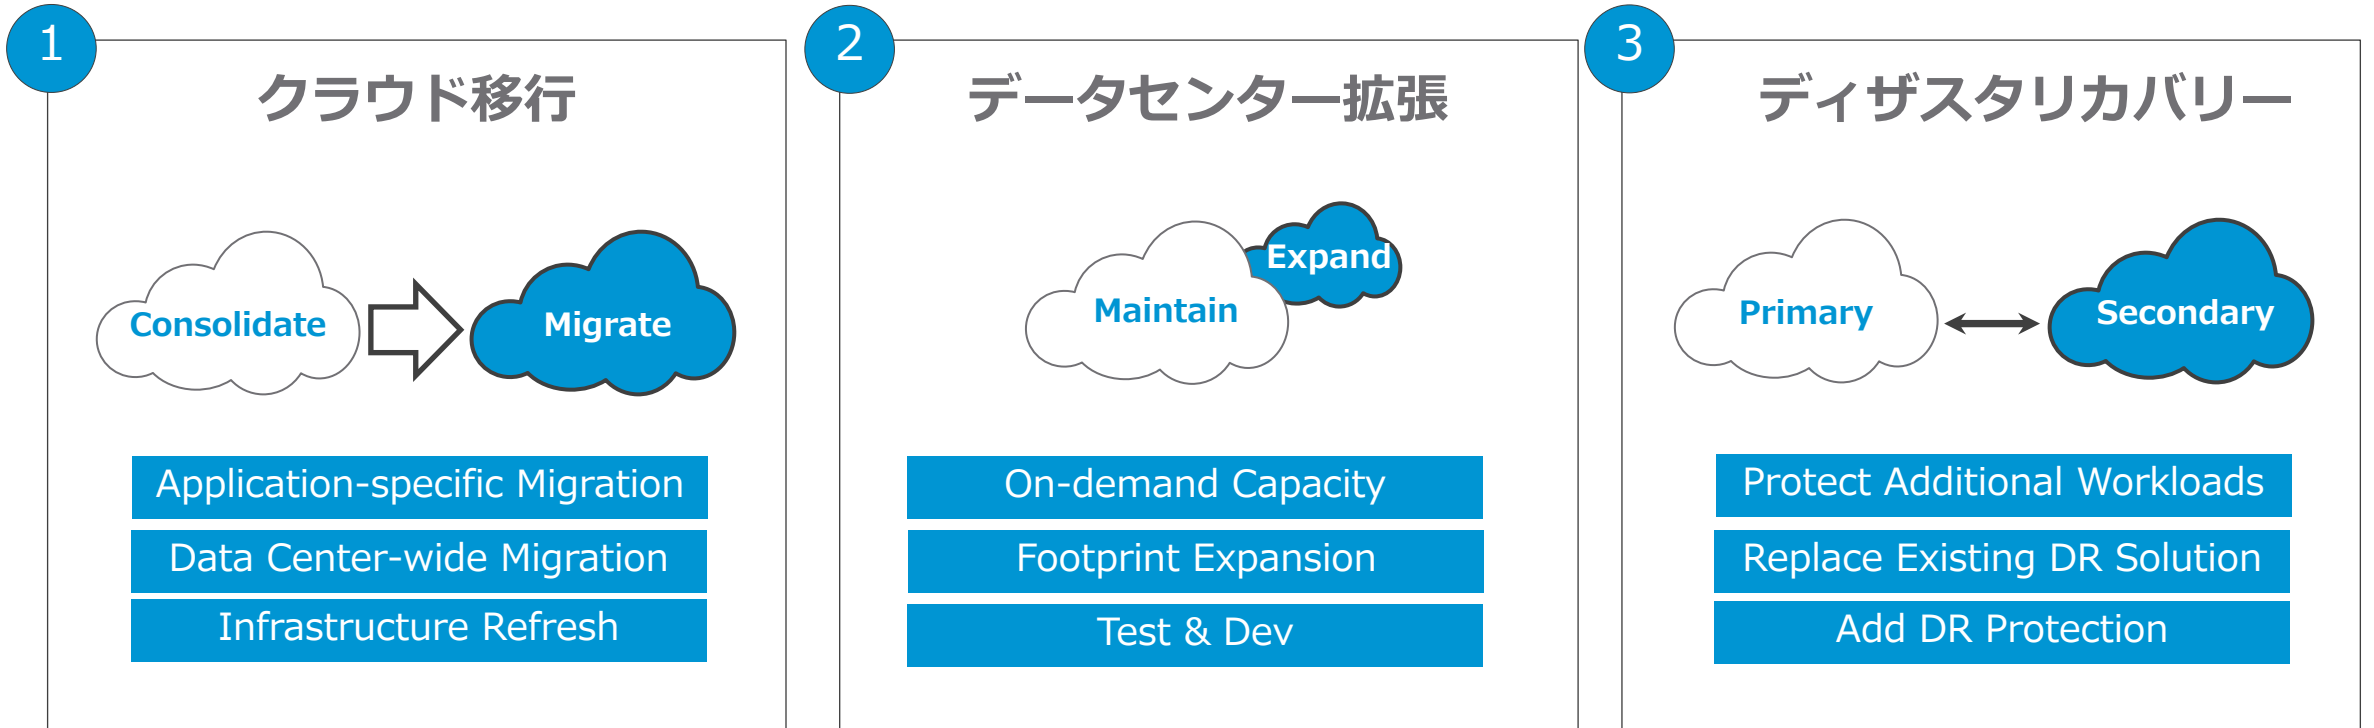 1
クラウド移行
Consolidate
Migrate
Application-specific Migration
Data Center-wide Migration
Infrastructure Refresh
2
データセンター拡張
Expand
Maintain
On-demand Capacity
Footprint Expansion
Test & Dev
3
ディザスタリカバリー
Primary
Secondary
Protect Additional Workloads
Replace Existing DR Solution
Add DR Protection